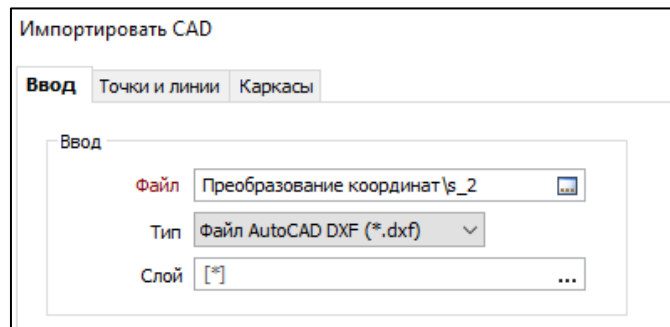 Импортировать CAD
Ввод Точки и линии Каркасы
Ввод
Файл Преобразование координат\s_2 ...
Тип Файл AutoCAD DXF (*.dxf)
Слой [*] ...